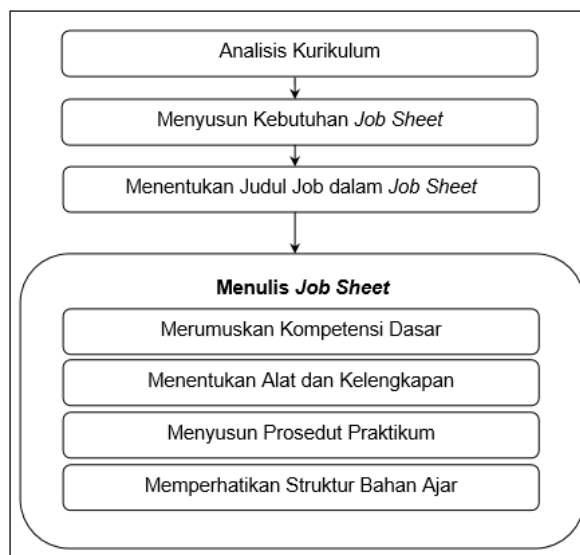 Analisis Kurikulum
Menyusun Kebutuhan Job Sheet
Menentukan Judul Job dalam Job Sheet
Menulis Job Sheet
Merumuskan Kompetensi Dasar
Menentukan Alat dan Kelengkapan
Menyusun Prosedut Praktikum
Memperhatikan Struktur Bahan Ajar